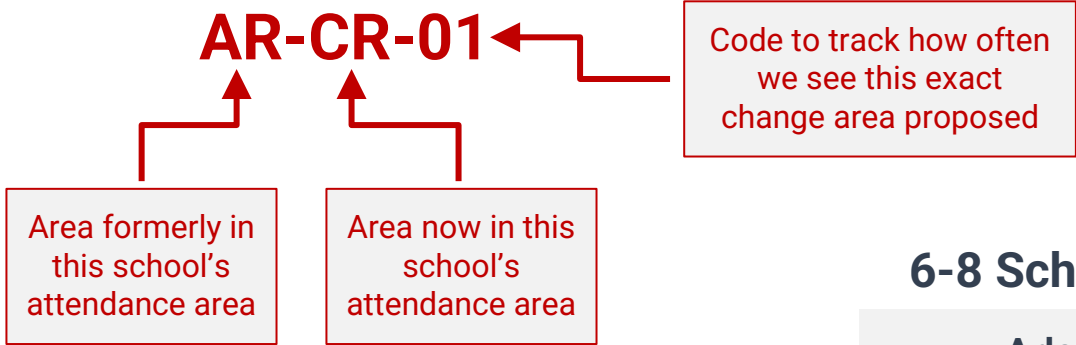 AR-CR-01
Code to track how often
we see this exact
change area proposed
Area formerly in
this school's
attendance area
Area now in this
school's
attendance area
6-8 Sch